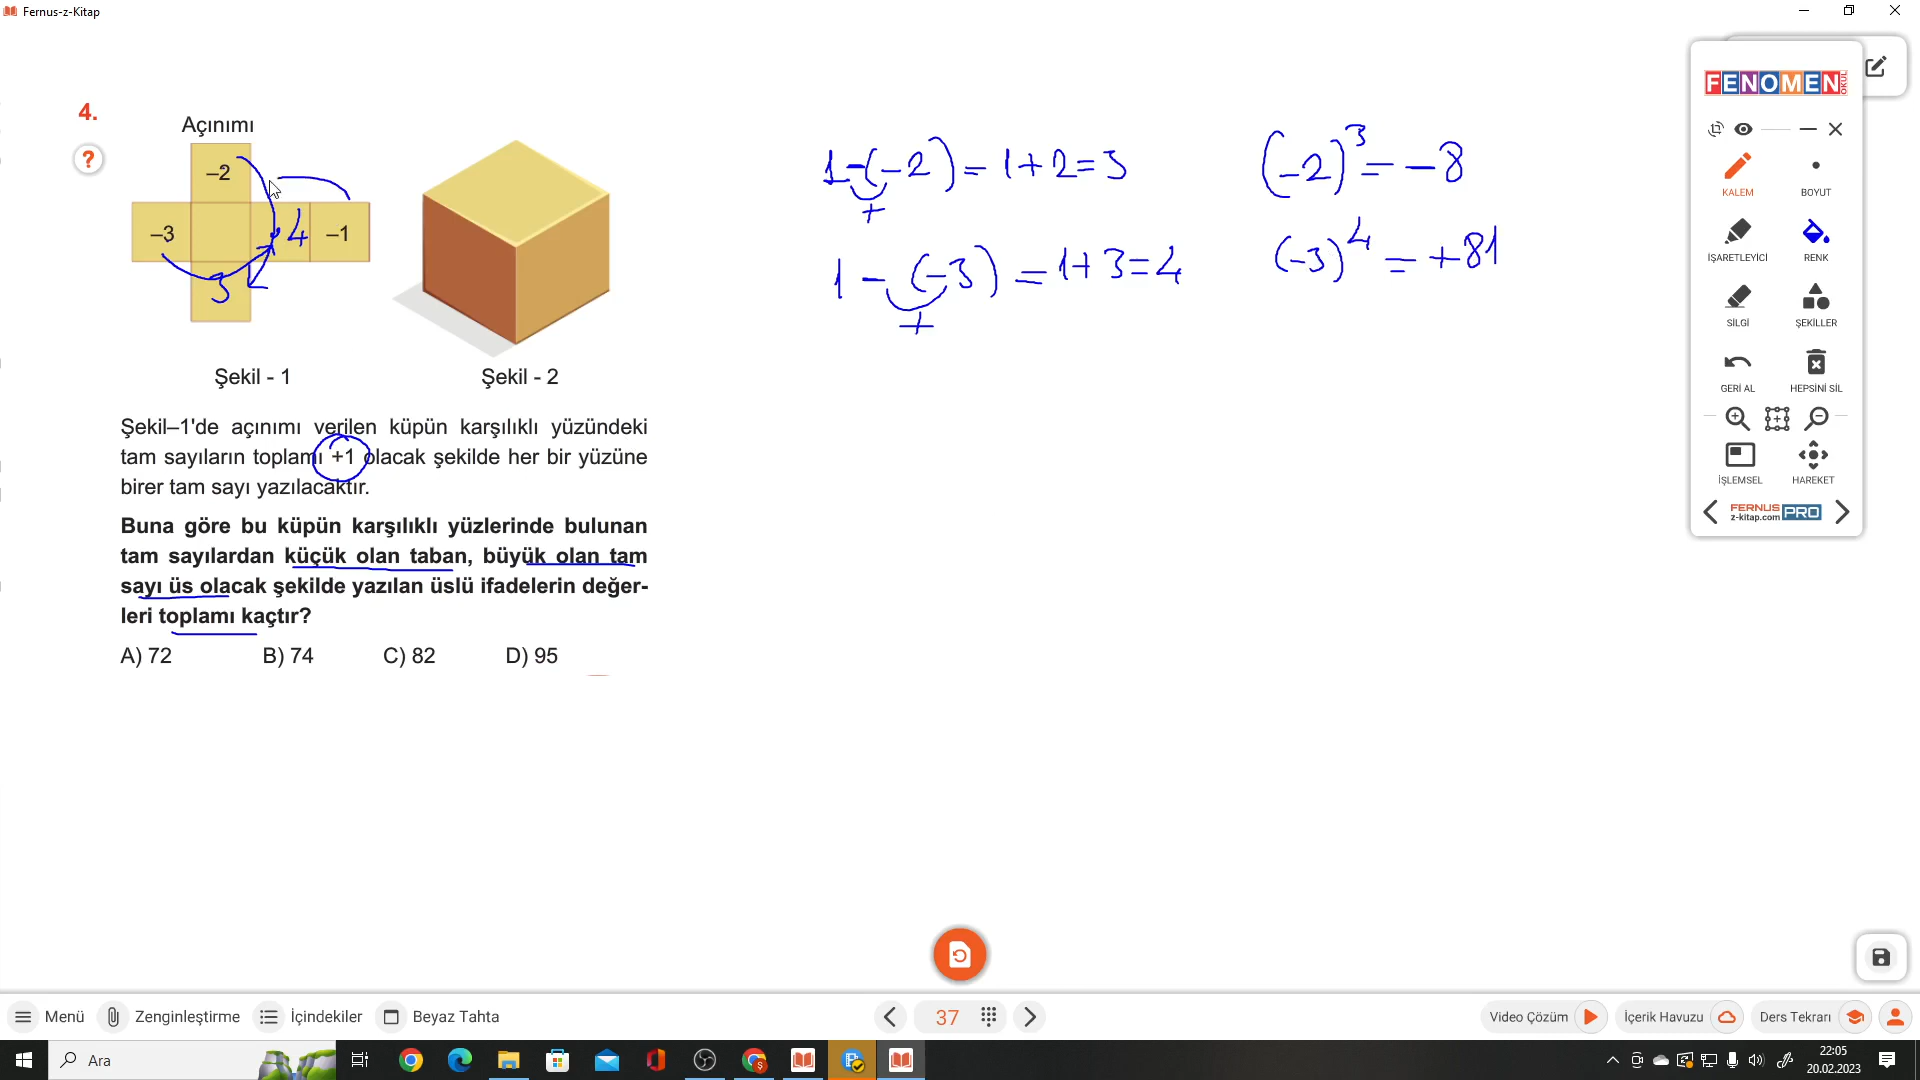 Fernus-z-Kitap
4.
?
Açınımı
–2
–3
4
–1
3
Şekil - 1
Şekil - 2
Şekil–1'de açınımı verilen küpün karşılıklı yüzündeki
tam sayıların toplamı +1 olacak şekilde her bir yüzüne
birer tam sayı yazılacaktır.
Buna göre bu küpün karşılıklı yüzlerinde bulunan
tam sayılardan küçük olan taban, büyük olan tam
sayı üs olacak şekilde yazılan üslü ifadelerin değer-
leri toplamı kaçtır?
A) 72 B) 74 C) 82 D) 95
1-(-2)=1+2=3
+
1-(-3)=1+3=4
+
(-2)³=-8
(-3)⁴=+81
FENOMEN OKUL
KALEM BOYUT
İŞARETLEYİCİ RENK
SİLGİ ŞEKİLLER
GERİ AL HEPSİNİ SİL
İŞLEMSEL HAREKET
FERNUS z-kitap.com PRO
Menü Zenginleştirme İçindekiler Beyaz Tahta 37 Video Çözüm İçerik Havuzu Ders Tekrarı
Ara
22:05
20.02.2023